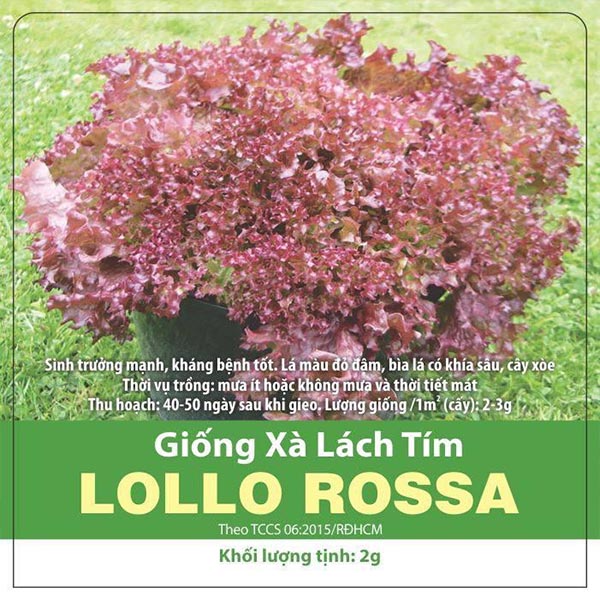 Sinh trưởng mạnh, kháng bệnh tốt. Lá màu đỏ đậm, bìa lá có khía sâu, cây xòe
Thời vụ trồng: mưa ít hoặc không mưa và thời tiết mát
Thu hoạch: 40-50 ngày sau khi gieo. Lượng giống /1m² (cây): 2-3g
Giống Xà Lách Tím
LOLLO ROSSA
Theo TCCS 06:2015/RĐHCM
Khối lượng tịnh: 2g